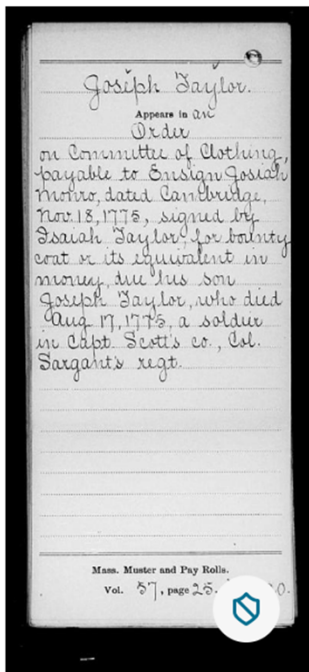 Joseph Taylor.
Appears in an
Order
on Committee of Clothing,
payable to Ensign Josiah
Monro, dated Cambridge,
Nov. 18, 1775, signed by
Isaiah Taylor, for bounty
coat or its equivalent in
money, due his son
Joseph Taylor, who died
Aug 17, 1775, a soldier
in Capt. Scott's co., Col.
Sargant's regt.
Mass. Muster and Pay Rolls.
Vol. 57, page 25.